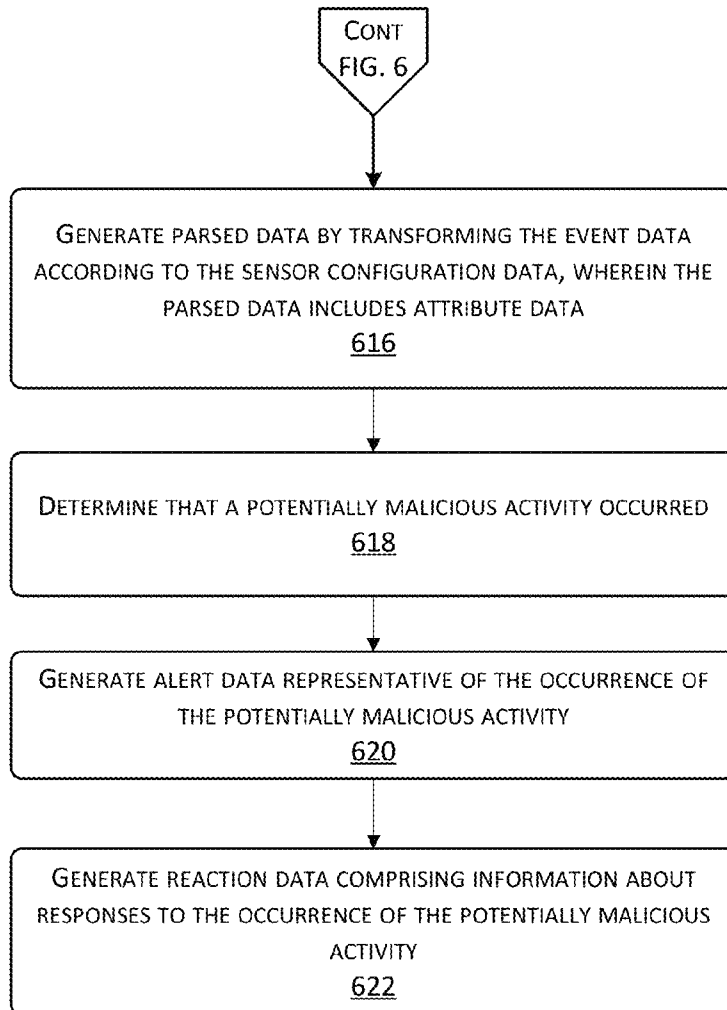 CONT
FIG. 6
GENERATE PARSED DATA BY TRANSFORMING THE EVENT DATA
ACCORDING TO THE SENSOR CONFIGURATION DATA, WHEREIN THE
PARSED DATA INCLUDES ATTRIBUTE DATA
616
DETERMINE THAT A POTENTIALLY MALICIOUS ACTIVITY OCCURRED
618
GENERATE ALERT DATA REPRESENTATIVE OF THE OCCURRENCE OF
THE POTENTIALLY MALICIOUS ACTIVITY
620
GENERATE REACTION DATA COMPRISING INFORMATION ABOUT
RESPONSES TO THE OCCURRENCE OF THE POTENTIALLY MALICIOUS
ACTIVITY
622